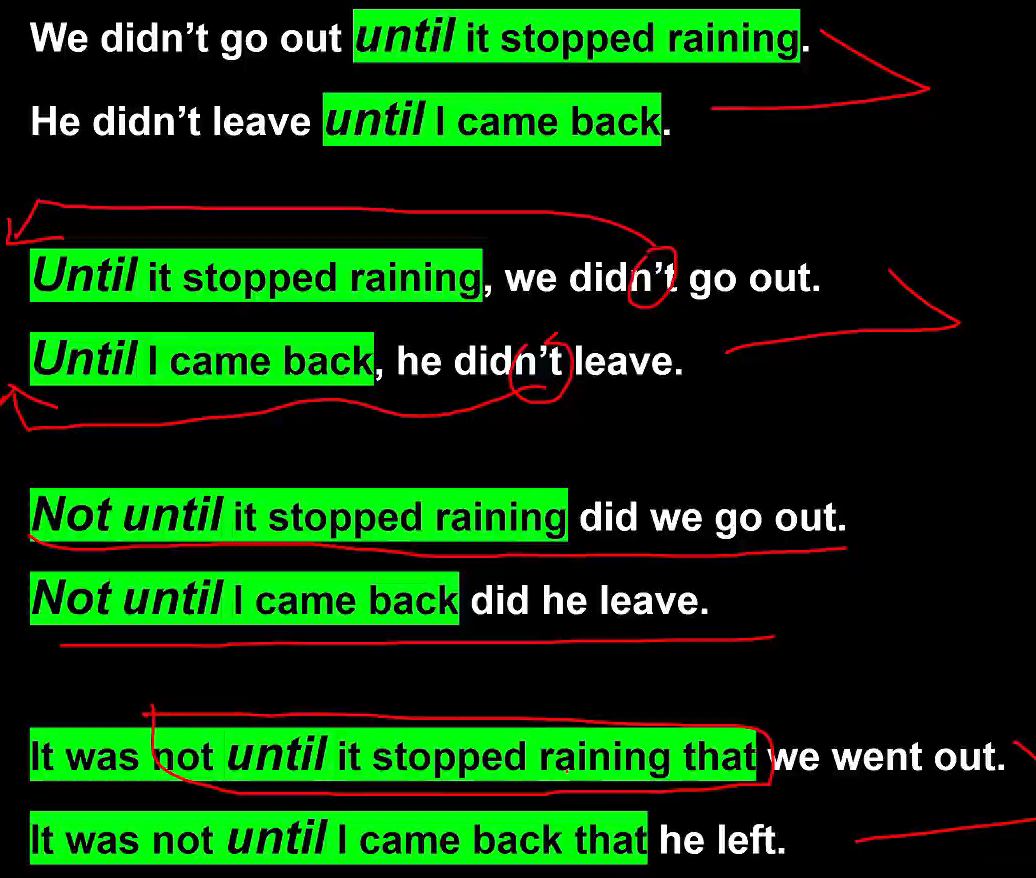 We didn’t go out until it stopped raining.
He didn’t leave until I came back.
Until it stopped raining, we didn’t go out.
Until I came back, he didn’t leave.
Not until it stopped raining did we go out.
Not until I came back did he leave.
It was not until it stopped raining that we went out.
It was not until I came back that he left.